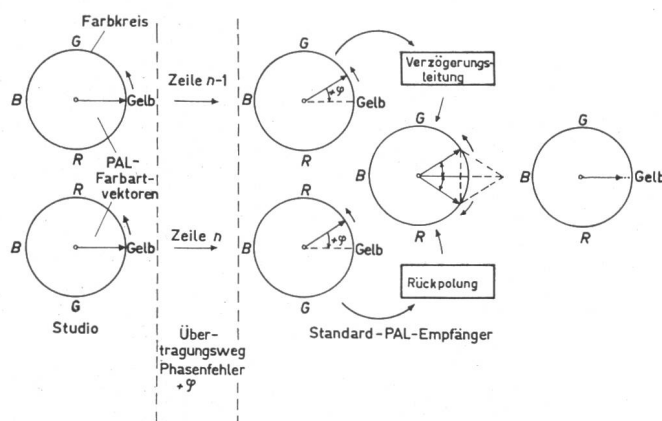 Farbkreis
G
B
Gelb
R
PAL-
Farbart-
vektoren
R
B
Gelb
G
Studio
Zeile n-1
Zeile n
Über-
tragungsweg
Phasenfehler
+φ
G
B
+φ
Gelb
R
R
B
+φ
Gelb
G
Verzögerungs-
leitung
G
B
R
Rückpolung
Standard-PAL-Empfänger
G
B
Gelb
R